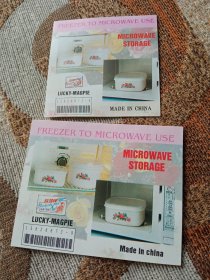 FREEZER TO MICROWAVE USE
MICROWAVE
STORAGE
LUCKY-MAGPIE
MADE IN CHINA
FREEZER TO MICROWAVE USE
MICROWAVE
STORAGE
LUCKY-MAGPIE
Made in china